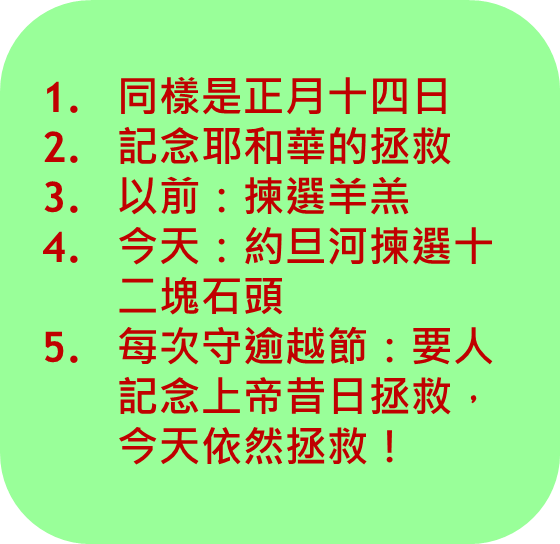 1. 同樣是正月十四日
2. 記念耶和華的拯救
3. 以前：揀選羊羔
4. 今天：約旦河揀選十
二塊石頭
5. 每次守逾越節：要人
記念上帝昔日拯救，
今天依然拯救！